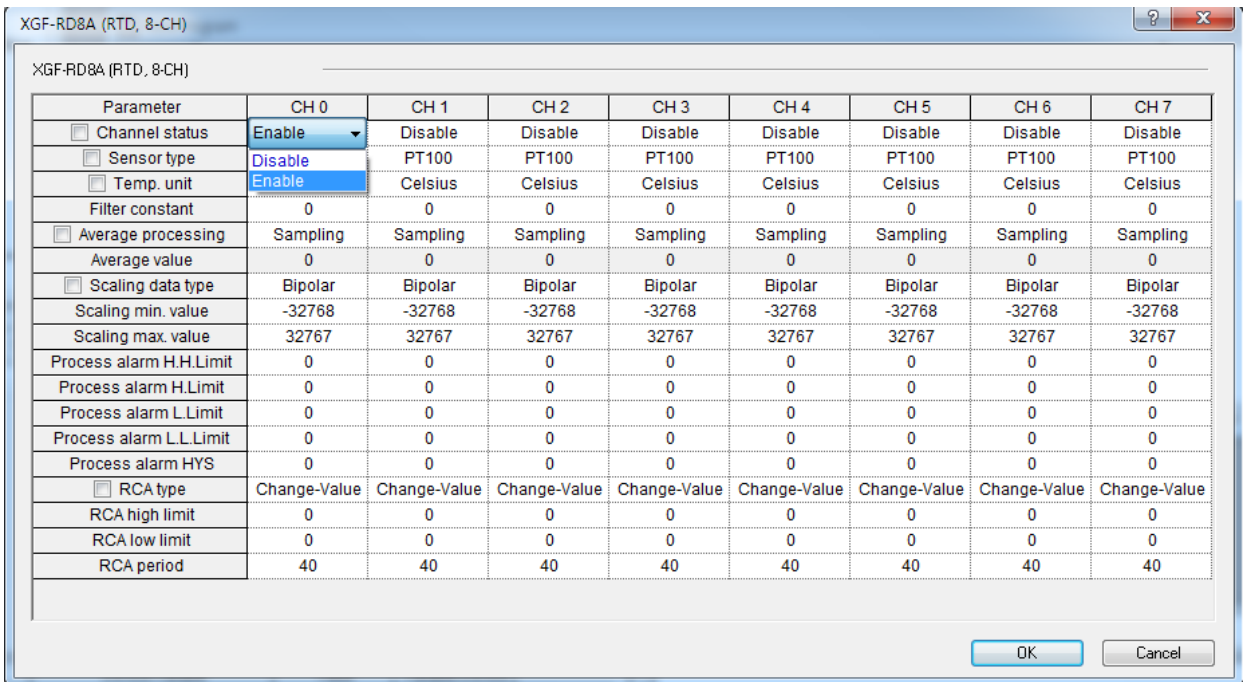 XGF-RD8A (RTD, 8-CH)
XGF-RD8A (RTD, 8-CH)
Parameter CH 0 CH 1 CH 2 CH 3 CH 4 CH 5 CH 6 CH 7
Channel status Enable Disable Disable Disable Disable Disable Disable Disable
Sensor type Disable PT100 PT100 PT100 PT100 PT100 PT100 PT100
Temp. unit Enable Celsius Celsius Celsius Celsius Celsius Celsius Celsius
Filter constant 0 0 0 0 0 0 0 0
Average processing Sampling Sampling Sampling Sampling Sampling Sampling Sampling Sampling
Average value 0 0 0 0 0 0 0 0
Scaling data type Bipolar Bipolar Bipolar Bipolar Bipolar Bipolar Bipolar Bipolar
Scaling min. value -32768 -32768 -32768 -32768 -32768 -32768 -32768 -32768
Scaling max. value 32767 32767 32767 32767 32767 32767 32767 32767
Process alarm H.H.Limit 0 0 0 0 0 0 0 0
Process alarm H.Limit 0 0 0 0 0 0 0 0
Process alarm L.Limit 0 0 0 0 0 0 0 0
Process alarm L.L.Limit 0 0 0 0 0 0 0 0
Process alarm HYS 0 0 0 0 0 0 0 0
RCA type Change-Value Change-Value Change-Value Change-Value Change-Value Change-Value Change-Value Change-Value
RCA high limit 0 0 0 0 0 0 0 0
RCA low limit 0 0 0 0 0 0 0 0
RCA period 40 40 40 40 40 40 40 40
OK Cancel